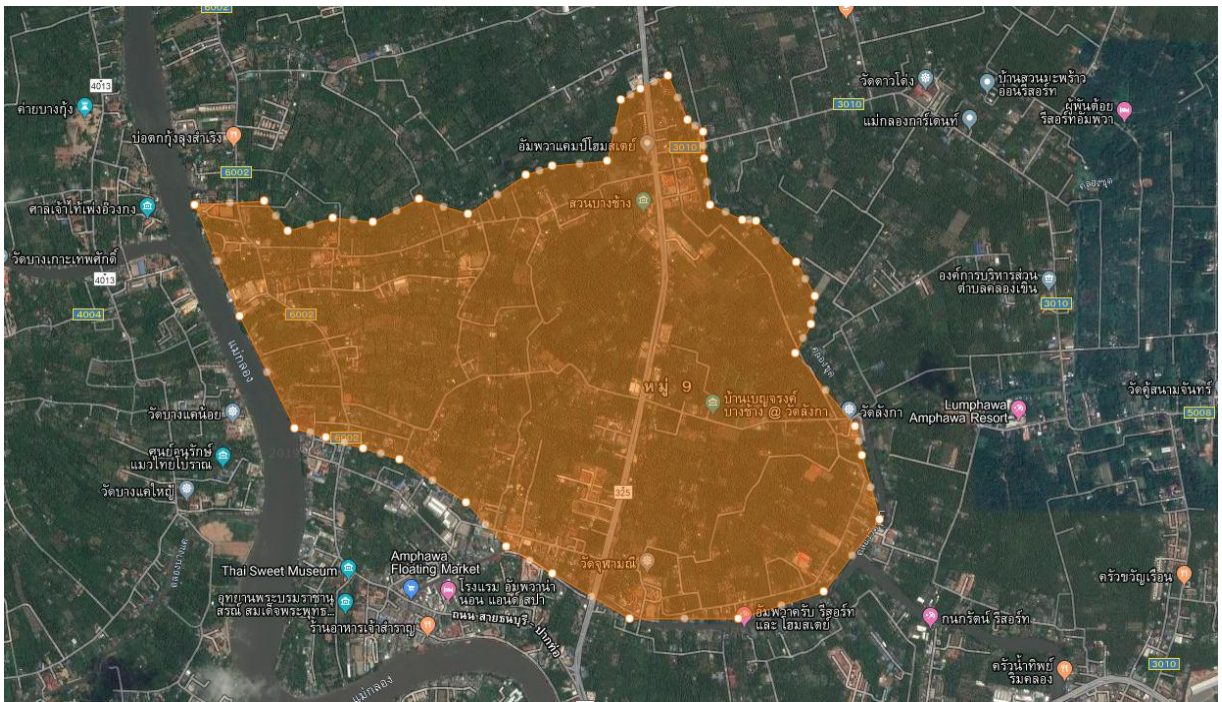 6002
4013
ค่ายบางกุ้ง
บ่อตกกุ้งลุงสำเริง
6002
วัดดาวโด่ง
บ้านสวนมะพร้าว
อ่อนรีสอร์ท
ผู้พันต้อย
รีสอร์ทอัมพวา
3010
แม่กลองการ์เดนท์
อัมพวาแคมป์โฮมสเตย์
3010
สวนบางช้าง
ศาลเจ้าไท้เพ่งอ๊วงกง
วัดบางเกาะเทพศักดิ์
4013
4004
6002
องค์การบริหารส่วน
ตำบลคลองเขิน
3010
แม่กลอง
หมู่ 9
บ้านเบญจรงค์
บางช้าง @ วัดลังกา
วัดลังกา
Lumphawa
Amphawa Resort
วัดคู้สนามจันทร์
5008
วัดบางแคน้อย
6002
ศูนย์อนุรักษ์
แมวไทยโบราณ
วัดบางแคใหญ่
325
วัดจุฬามณี
Thai Sweet Museum
Amphawa
Floating Market
โรงแรม อัมพวาน่า
นอน แอนด์ สปา
อุทยานพระบรมราชานุ
สรณ์ สมเด็จพระพุทธ...
ร้านอาหารเจ้าสำราญ
ถนน สายธนบุรี - ปากท่อ
อัมพวาครับ รีสอร์ท
และ โฮมสเตย์
กนกรัตน์ รีสอร์ท
ครัวขวัญเรือน
ครัวน้ำทิพย์
ริมคลอง
3010
แม่กลอง